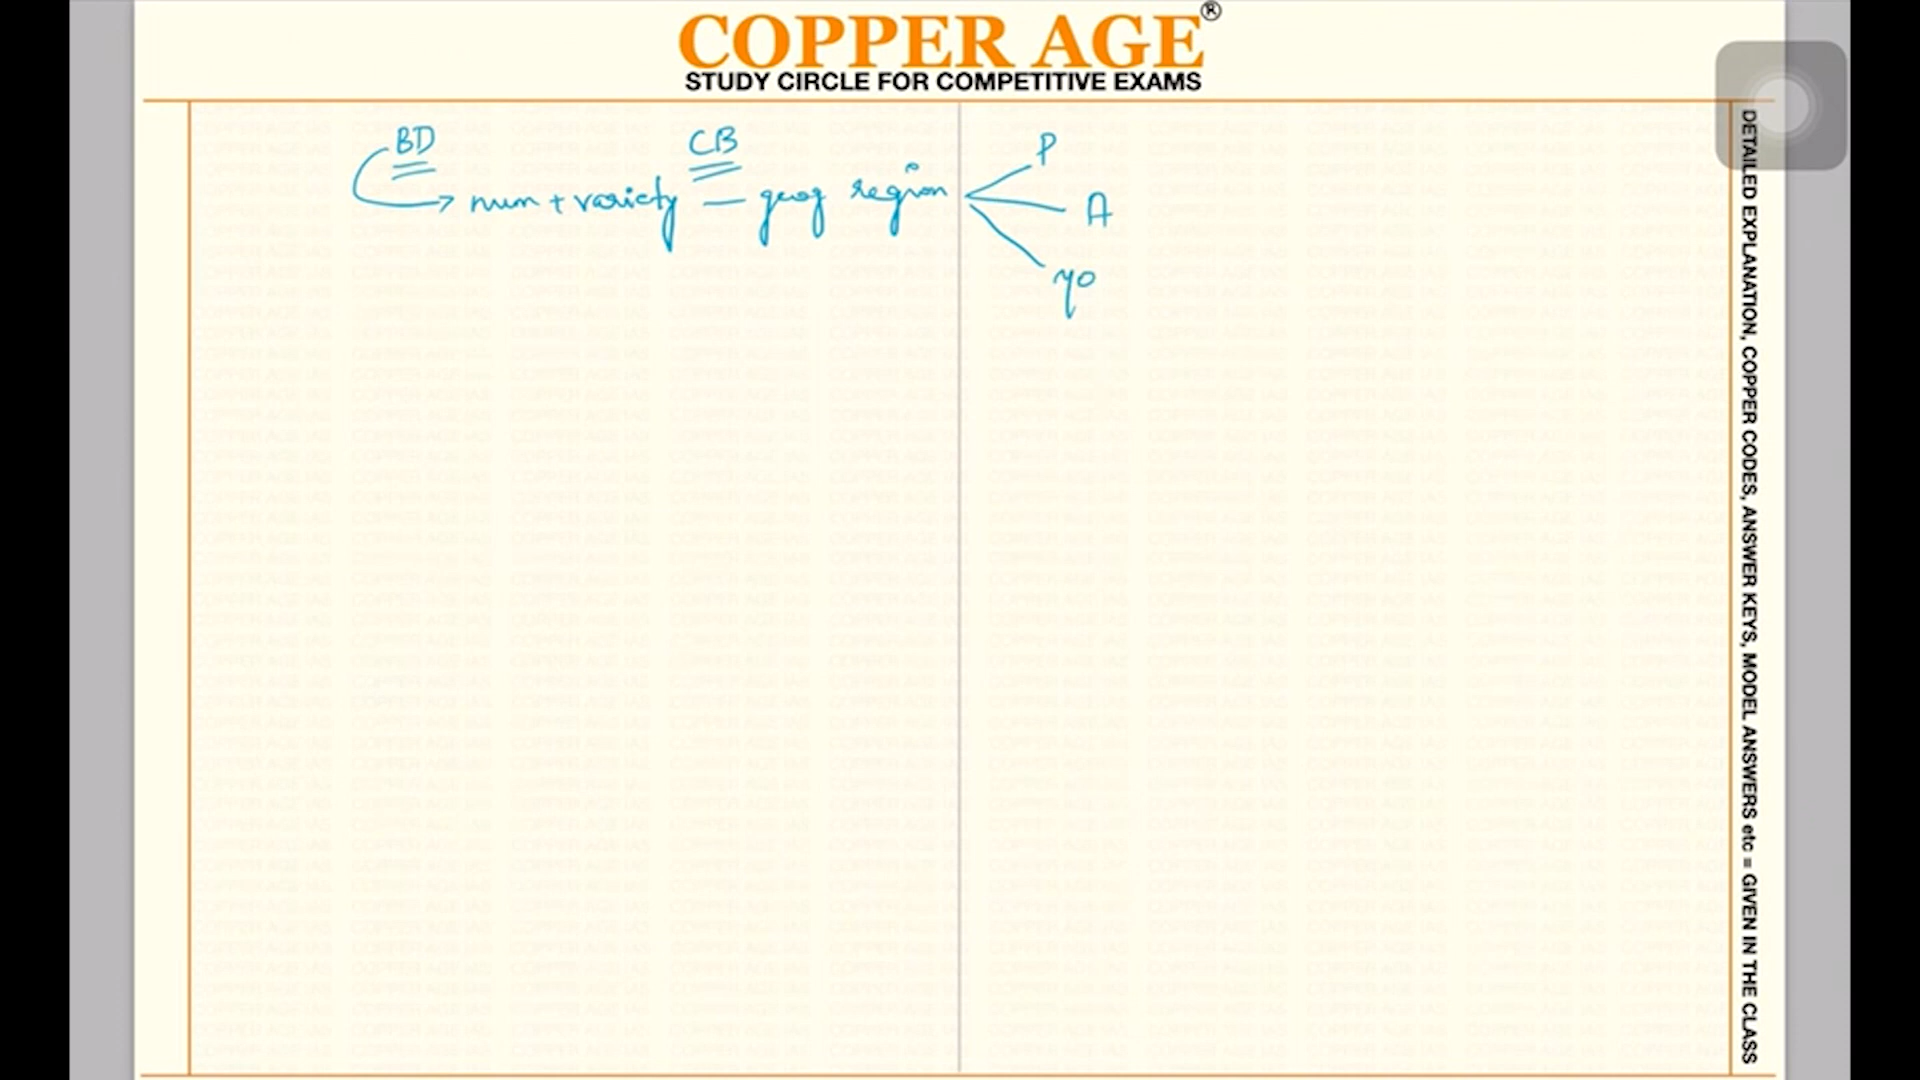 COPPER AGE®
STUDY CIRCLE FOR COMPETITIVE EXAMS
BD CB
num + variety — geog region
P
A
mo
DETAILED EXPLANATION, COPPER CODES, ANSWER KEYS, MODEL ANSWERS etc = GIVEN IN THE CLASS